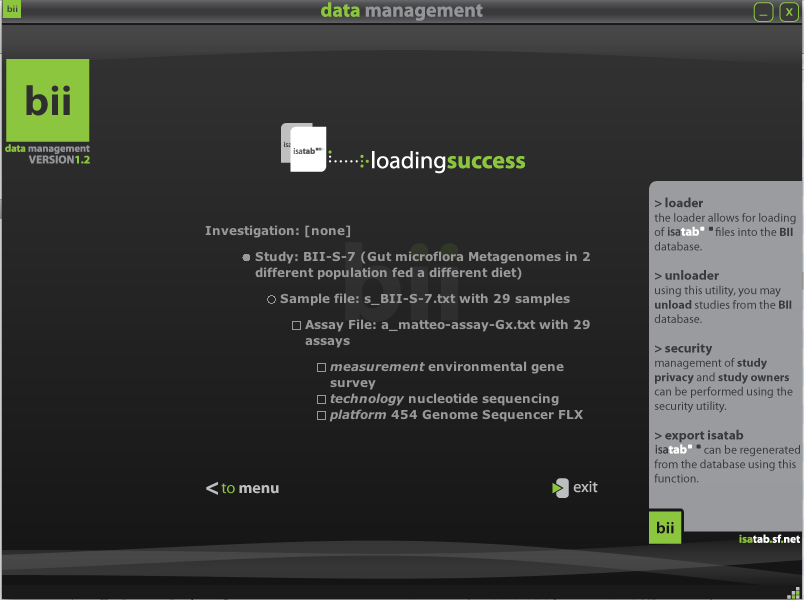 bii
data management
_ X
bii
data management
VERSION1.2
isatab
loadingsuccess
Investigation: [none]
Study: BII-S-7 (Gut microflora Metagenomes in 2
different population fed a different diet)
Sample file: s_BII-S-7.txt with 29 samples
Assay File: a_matteo-assay-Gx.txt with 29
assays
measurement environmental gene
survey
technology nucleotide sequencing
platform 454 Genome Sequencer FLX
bii
< to menu
exit
> loader
the loader allows for loading
of isatab files into the BII
database.
> unloader
using this utility, you may
unload studies from the BII
database.
> security
management of study
privacy and study owners
can be performed using the
security utility.
> export isatab
isatab can be regenerated
from the database using this
function.
bii
isatab.sf.net